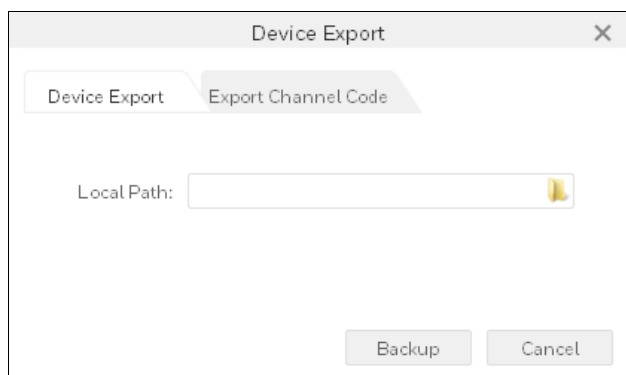 Device Export
Device Export Export Channel Code
Local Path:
Backup Cancel